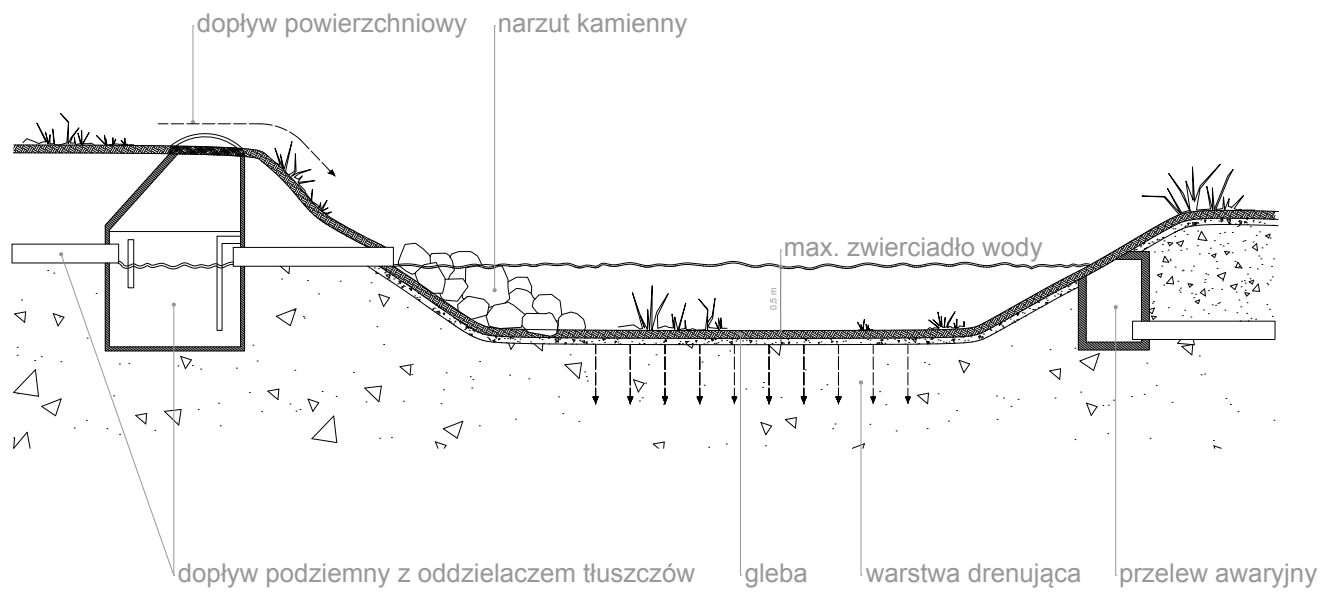 dopływ powierzchniowy
narzut kamienny
max. zwierciadło wody
0,5 m
dopływ podziemny z oddzielaczem tłuszczów
gleba
warstwa drenująca
przelew awaryjny